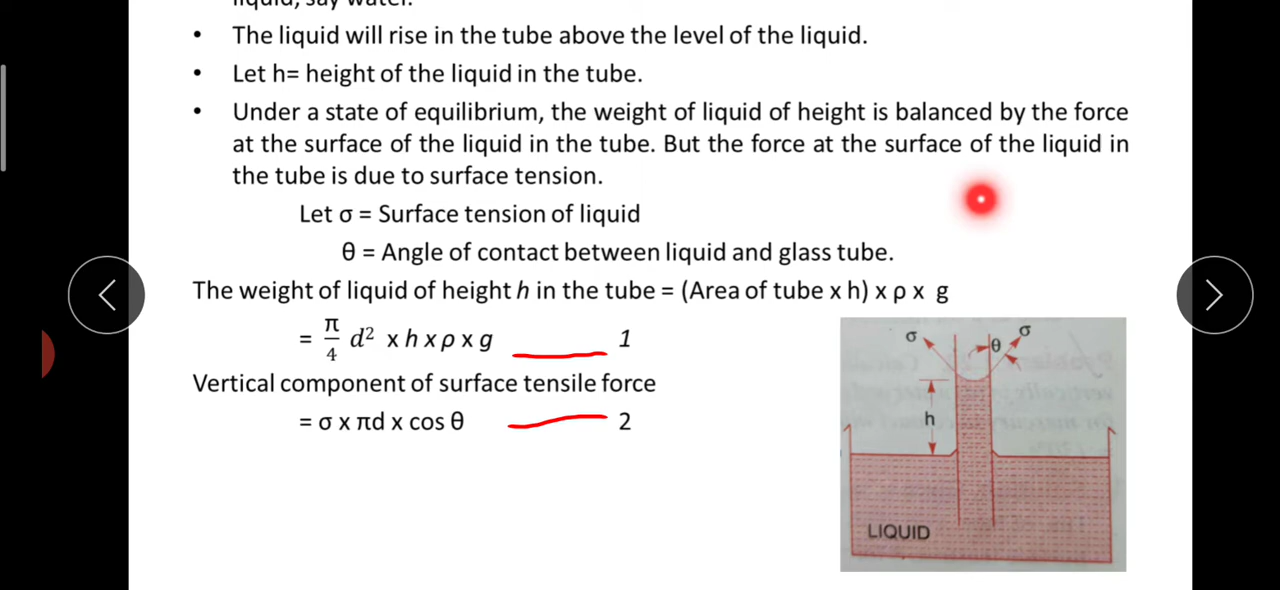 • The liquid will rise in the tube above the level of the liquid.
• Let h= height of the liquid in the tube.
• Under a state of equilibrium, the weight of liquid of height is balanced by the force
at the surface of the liquid in the tube. But the force at the surface of the liquid in
the tube is due to surface tension.
Let σ = Surface tension of liquid
θ = Angle of contact between liquid and glass tube.
The weight of liquid of height h in the tube = (Area of tube x h) x ρ x g
= π/4 d² x h x ρ x g 1
Vertical component of surface tensile force
= σ x πd x cos θ 2
σ θ σ
h
LIQUID